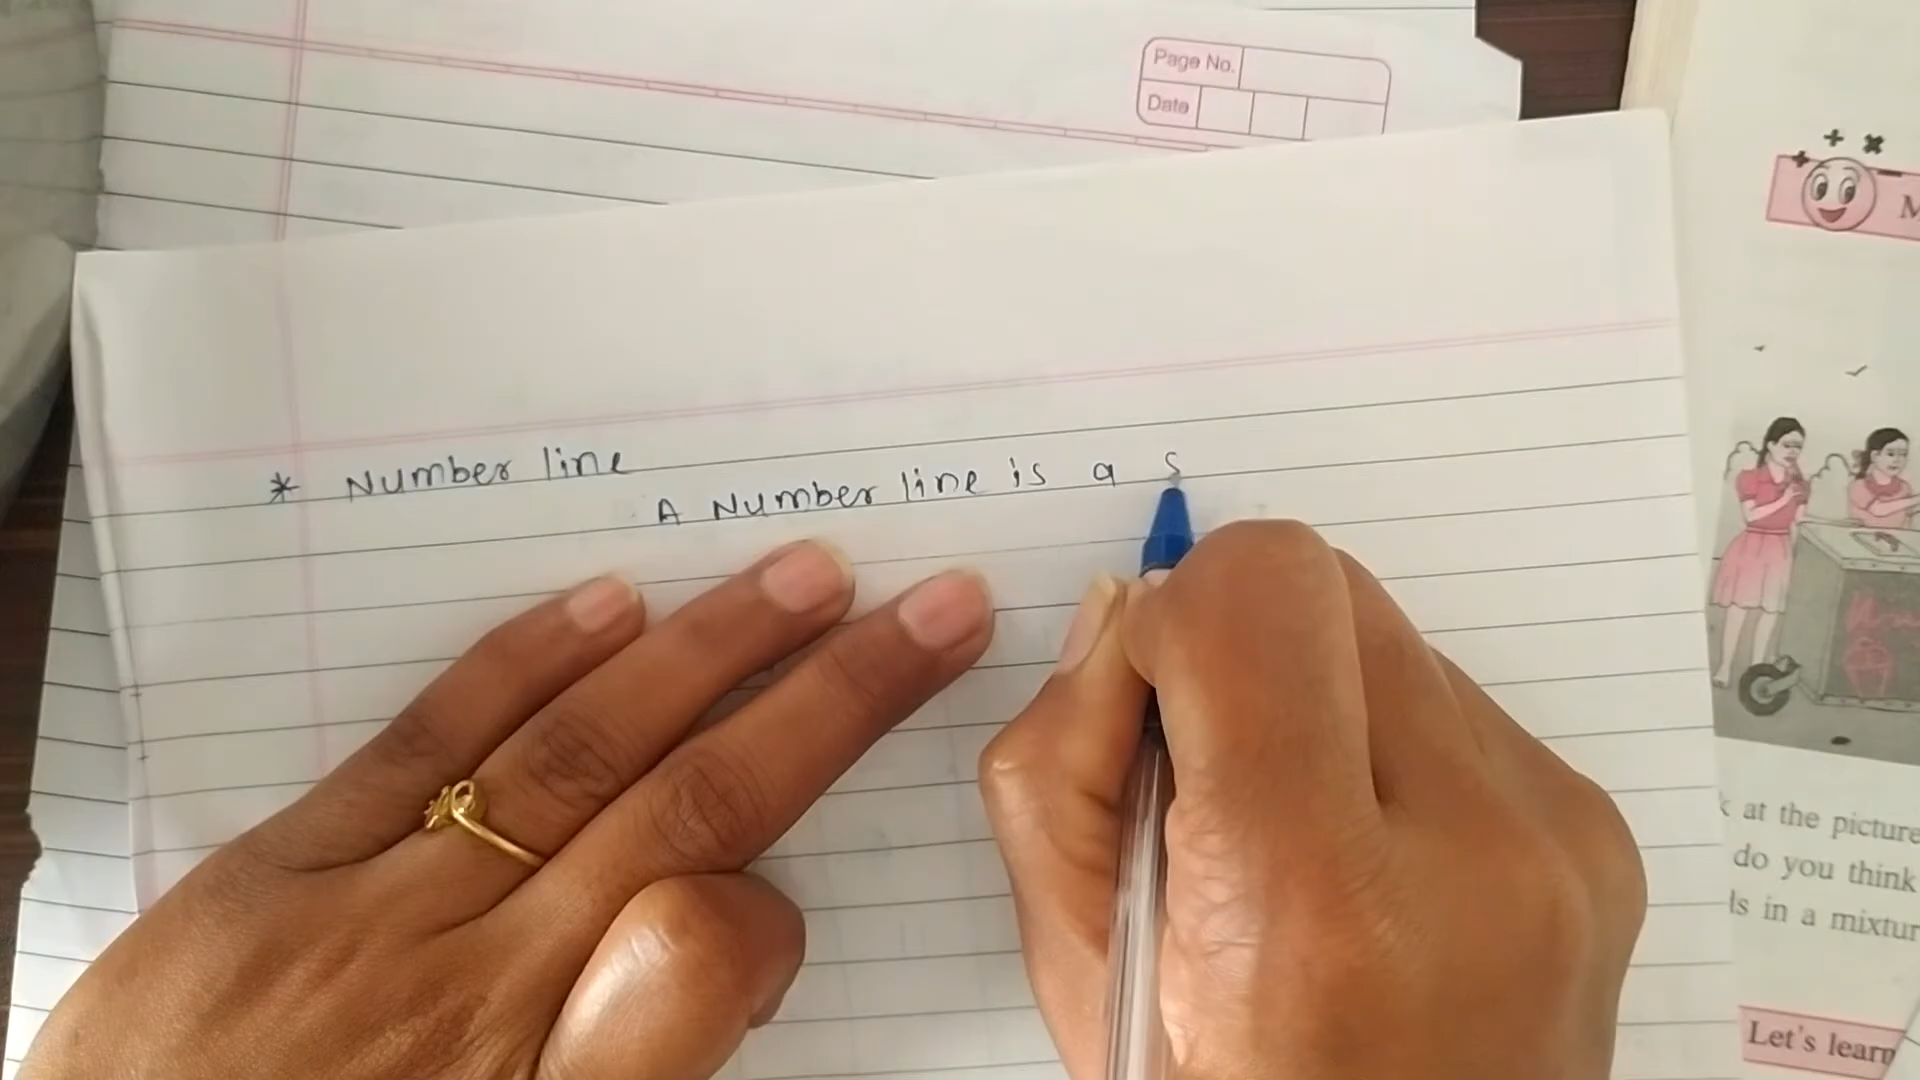 Page No.
Date
* Number line
A Number line is a s
M
k at the picture
do you think
ls in a mixtur
Let's learn